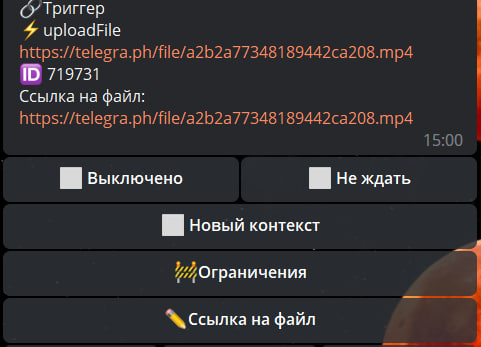 🔗Триггер
⚡uploadFile
https://telegra.ph/file/a2b2a77348189442ca208.mp4
🆔 719731
Ссылка на файл:
https://telegra.ph/file/a2b2a77348189442ca208.mp4
15:00
⬜ Выключено
⬜ Не ждать
⬜ Новый контекст
🚧Ограничения
✏️Ссылка на файл